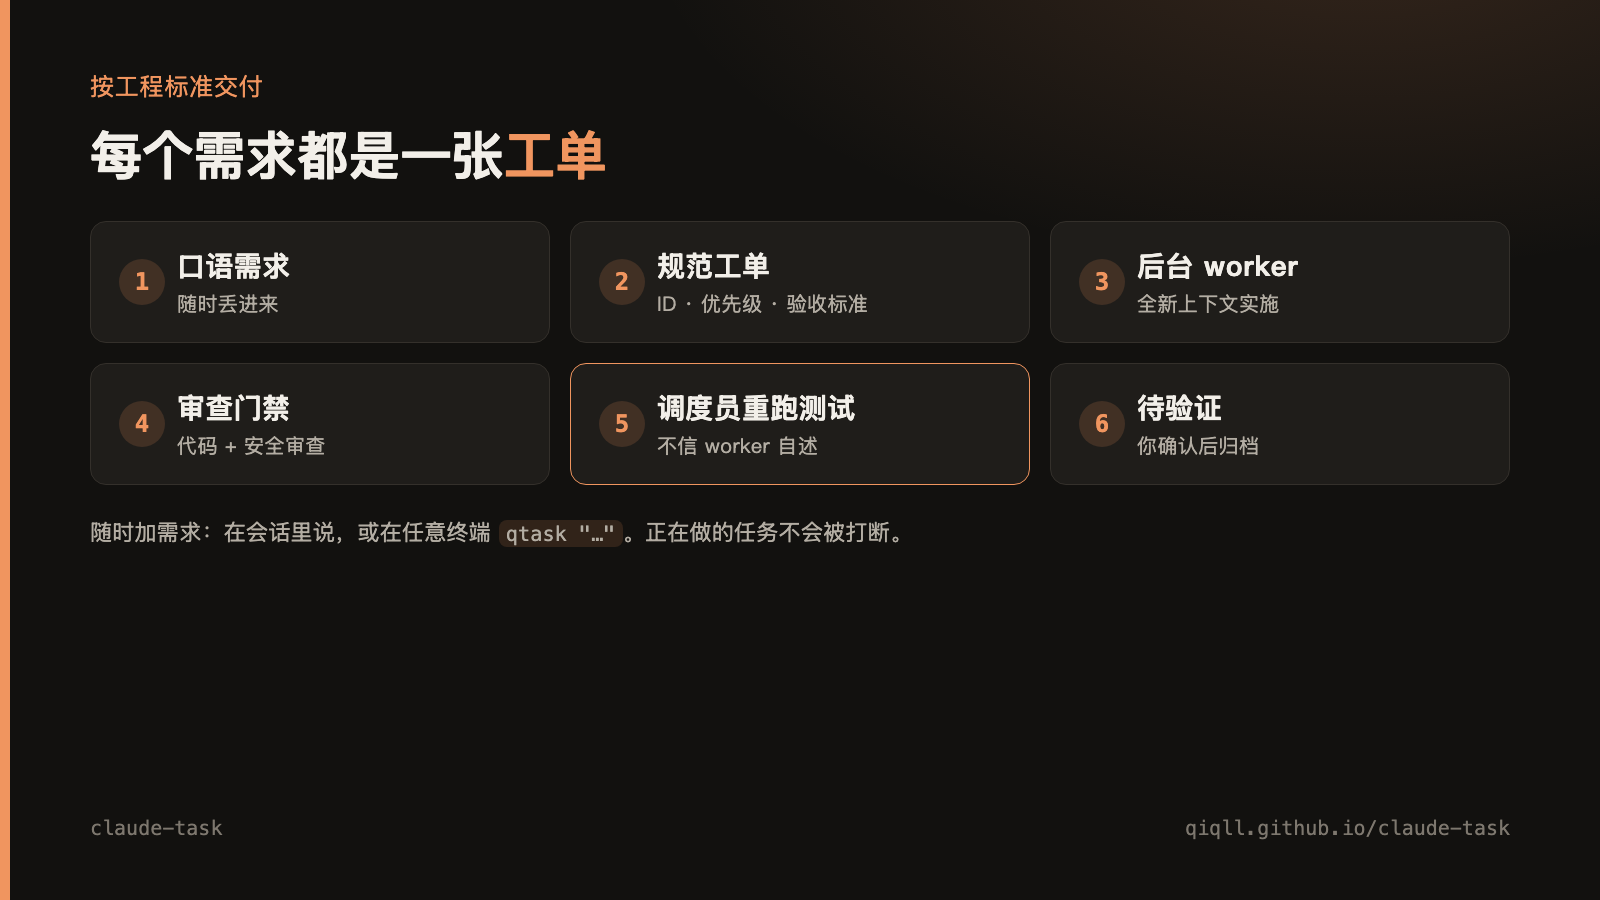 按工程标准交付
每个需求都是一张工单
1
口语需求
随时丢进来
2
规范工单
ID · 优先级 · 验收标准
3
后台 worker
全新上下文实施
4
审查门禁
代码 + 安全审查
5
调度员重跑测试
不信 worker 自述
6
待验证
你确认后归档
随时加需求：在会话里说，或在任意终端 qtask "…"。正在做的任务不会被打断。
claude-task
qiqll.github.io/claude-task